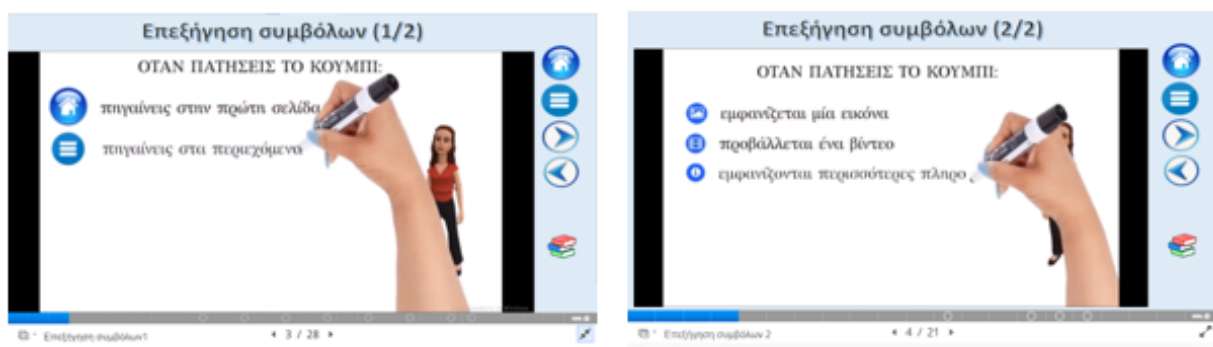 Επεξήγηση συμβόλων (1/2)
ΟΤΑΝ ΠΑΤΗΣΕΙΣ ΤΟ ΚΟΥΜΠΙ:
πηγαίνεις στην πρώτη σελίδα
πηγαίνεις στα περιεχόμενα
Επεξήγηση συμβόλων1
3 / 28
Επεξήγηση συμβόλων (2/2)
ΟΤΑΝ ΠΑΤΗΣΕΙΣ ΤΟ ΚΟΥΜΠΙ:
εμφανίζεται μία εικόνα
προβάλλεται ένα βίντεο
εμφανίζονται περισσότερες πληρο
Επεξήγηση συμβόλων 2
4 / 21